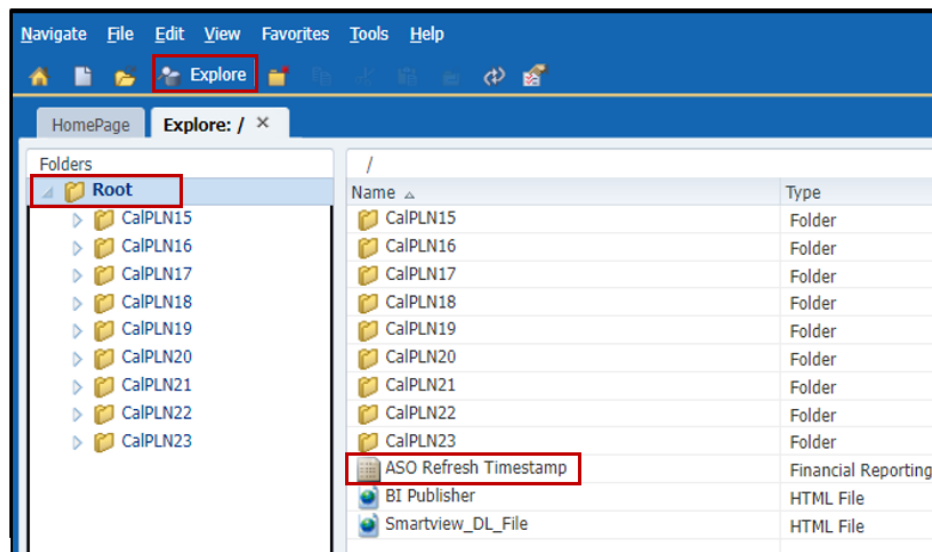 Navigate File Edit View Favorites Tools Help
Explore
HomePage Explore: / ×
Folders /
Root Name Type
CalPLN15 CalPLN15 Folder
CalPLN16 CalPLN16 Folder
CalPLN17 CalPLN17 Folder
CalPLN18 CalPLN18 Folder
CalPLN19 CalPLN19 Folder
CalPLN20 CalPLN20 Folder
CalPLN21 CalPLN21 Folder
CalPLN22 CalPLN22 Folder
CalPLN23 CalPLN23 Folder
ASO Refresh Timestamp Financial Reporting
BI Publisher HTML File
Smartview_DL_File HTML File